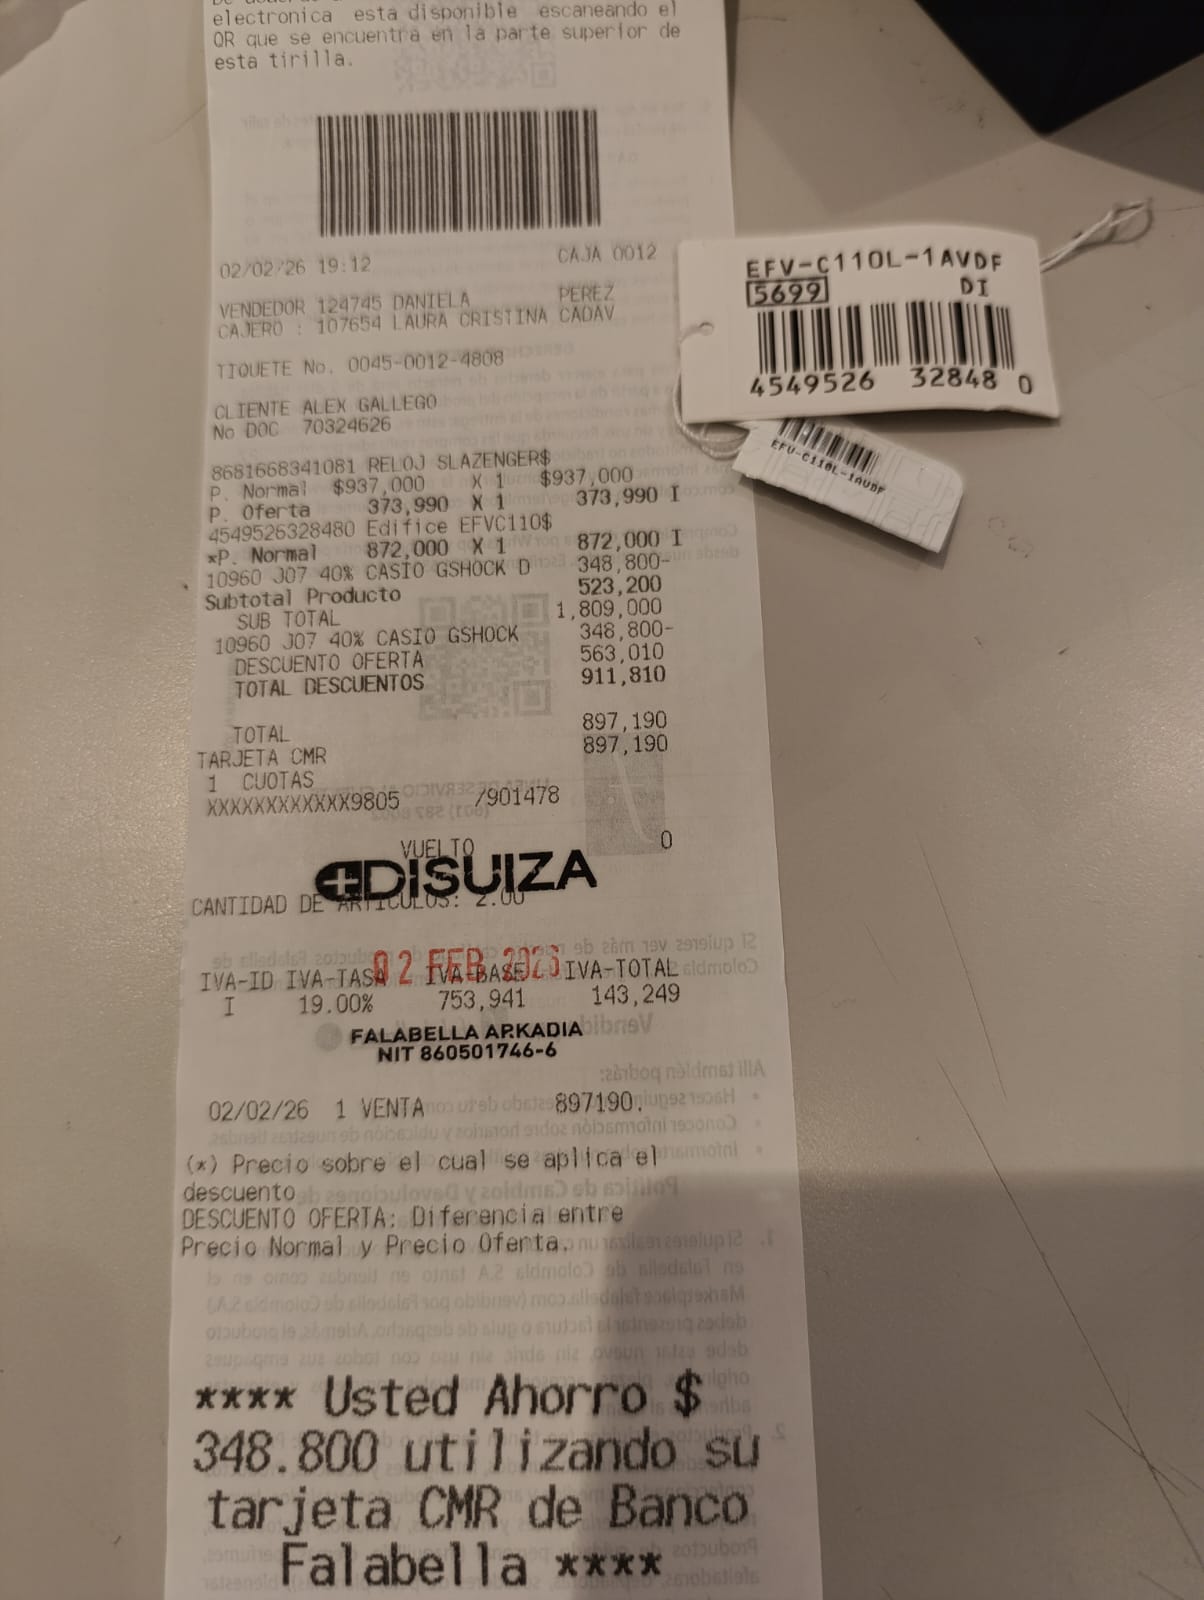 electronica esta disponible escaneando el
QR que se encuentra en la parte superior de
esta tirilla.
02/02/26 19:12 CAJA 0012
VENDEDOR 124745 DANIELA PEREZ
CAJERO : 107654 LAURA CRISTINA CADAV
TIQUETE No. 0045-0012-4808
CLIENTE ALEX GALLEGO
No DOC 70324626
8681668341081 RELOJ SLAZENGER$
P. Normal $937,000 X 1 $937,000
P. Oferta 373,990 X 1 373,990 I
4549526328480 Edifice EFVC110$
*P. Normal 872,000 X 1 872,000 I
10960 J07 40% CASIO GSHOCK D 348,800-
Subtotal Producto 523,200
SUB TOTAL 1,809,000
10960 J07 40% CASIO GSHOCK 348,800-
DESCUENTO OFERTA 563,010
TOTAL DESCUENTOS 911,810
TOTAL 897,190
TARJETA CMR 897,190
1 CUOTAS
XXXXXXXXXXXX9805 /901478
VUELTO 0
DISUIZA
CANTIDAD DE ARTICULOS: 2.00
02 FEB 2026
IVA-ID IVA-TASA IVA-BASE IVA-TOTAL
I 19.00% 753,941 143,249
FALABELLA ARKADIA
NIT 860501746-6
02/02/26 1 VENTA 897190.
(*) Precio sobre el cual se aplica el
descuento
DESCUENTO OFERTA: Diferencia entre
Precio Normal y Precio Oferta.
**** Usted Ahorro $
348.800 utilizando su
tarjeta CMR de Banco
Falabella ****
EFV-C110L-1AVDF
5699 DI
4549526 32848 0
EFV-C110L-1AVDF